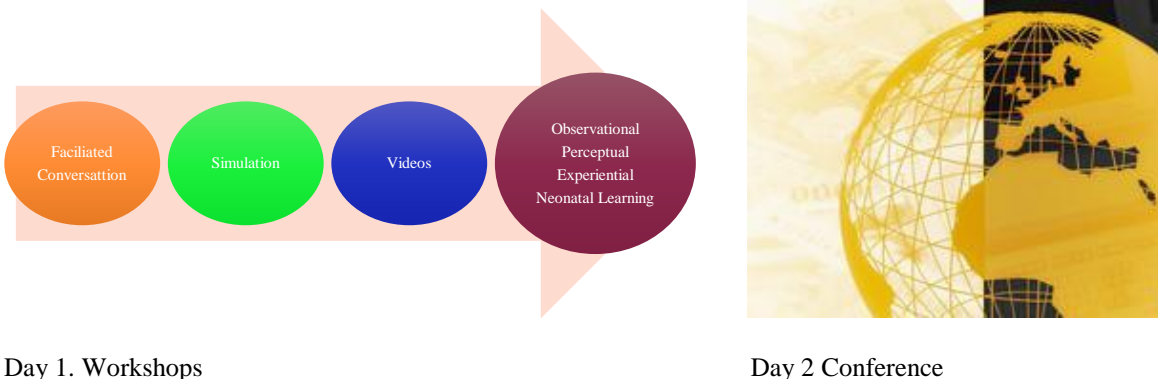 Faciliated
Conversattion
Simulation
Videos
Observational
Perceptual
Experiential
Neonatal Learning
Day 1. Workshops
Day 2 Conference